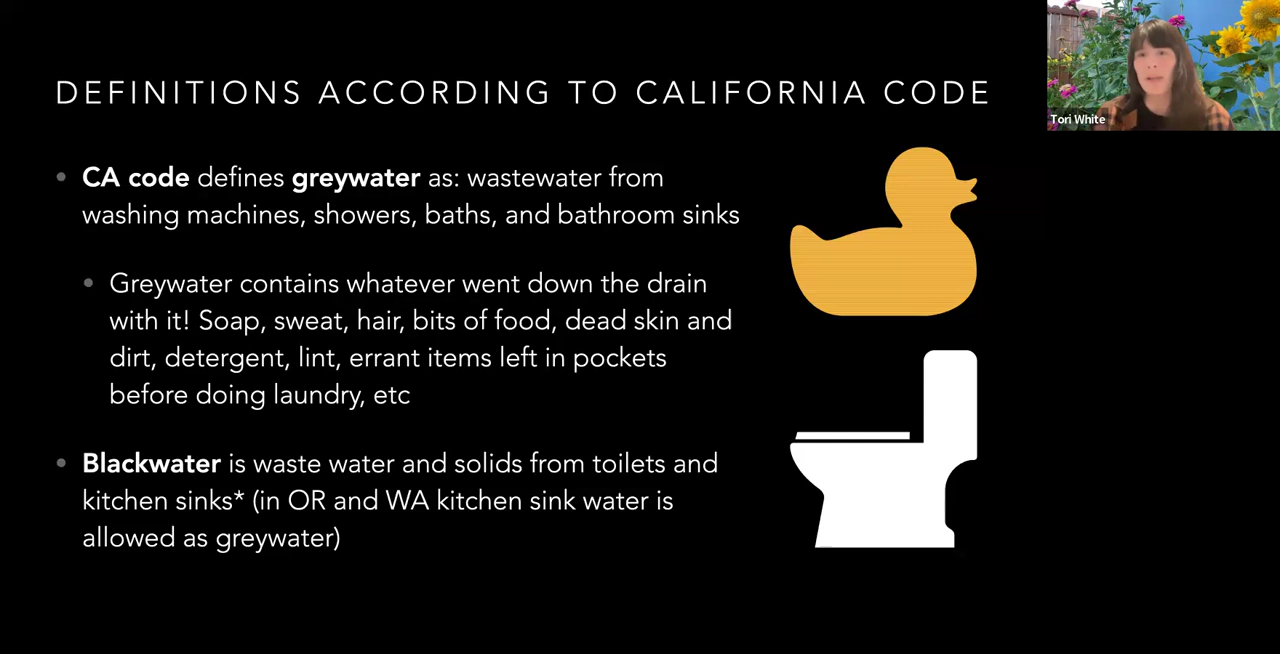 DEFINITIONS ACCORDING TO CALIFORNIA CODE
Tori White
• CA code defines greywater as: wastewater from
washing machines, showers, baths, and bathroom sinks
• Greywater contains whatever went down the drain
with it! Soap, sweat, hair, bits of food, dead skin and
dirt, detergent, lint, errant items left in pockets
before doing laundry, etc
• Blackwater is waste water and solids from toilets and
kitchen sinks* (in OR and WA kitchen sink water is
allowed as greywater)